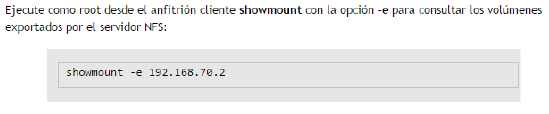 Ejecute como root desde el anfitrión cliente showmount con la opción -e para consultar los volúmenes
exportados por el servidor NFS:
showmount -e 192.168.70.2